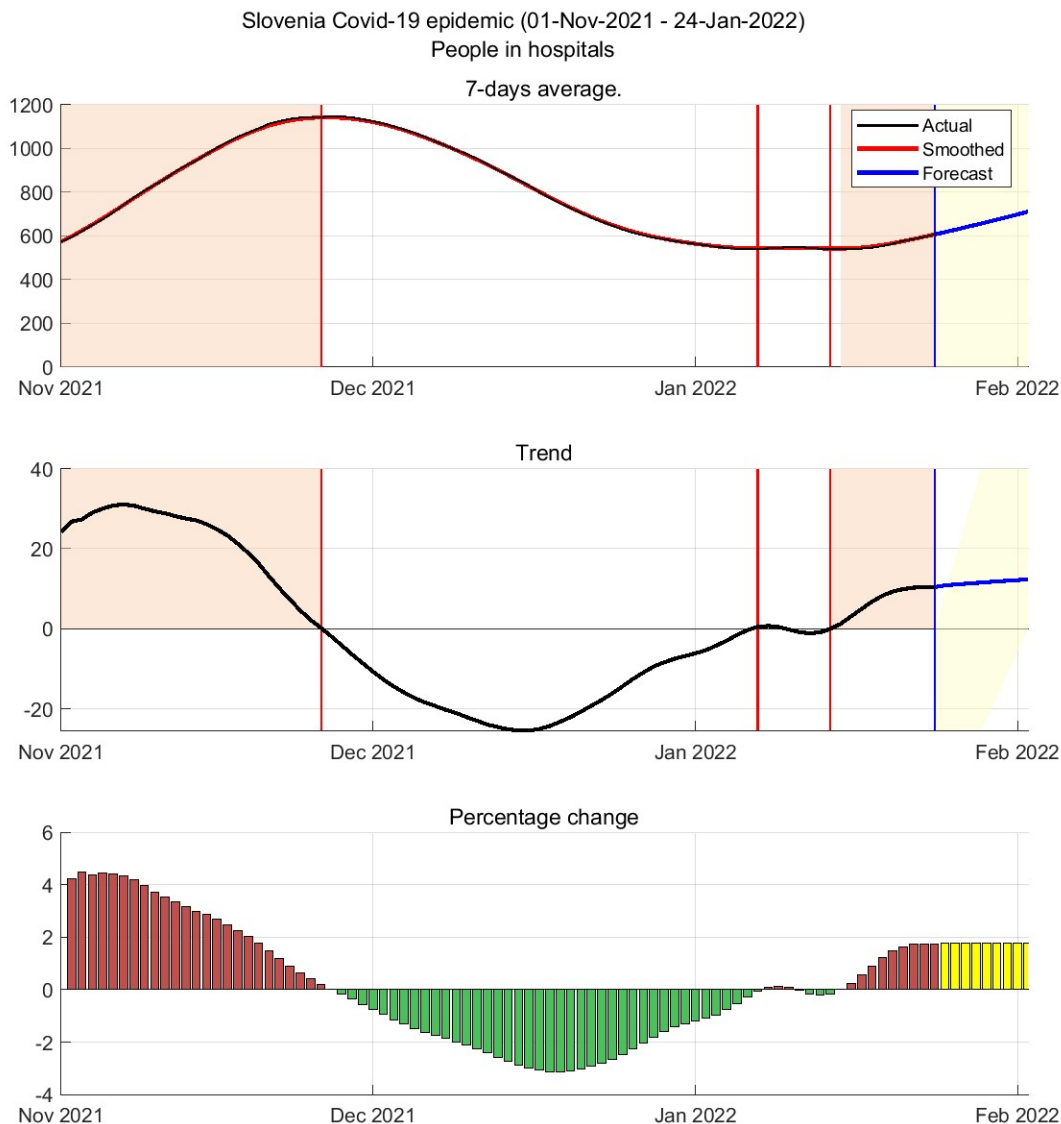 Slovenia Covid-19 epidemic (01-Nov-2021 - 24-Jan-2022)
People in hospitals
7-days average.
1200
1000
800
600
400
200
0
Actual
Smoothed
Forecast
Nov 2021
Dec 2021
Jan 2022
Feb 2022
Trend
40
20
0
-20
Nov 2021
Dec 2021
Jan 2022
Feb 2022
Percentage change
6
4
2
0
-2
-4
Nov 2021
Dec 2021
Jan 2022
Feb 2022